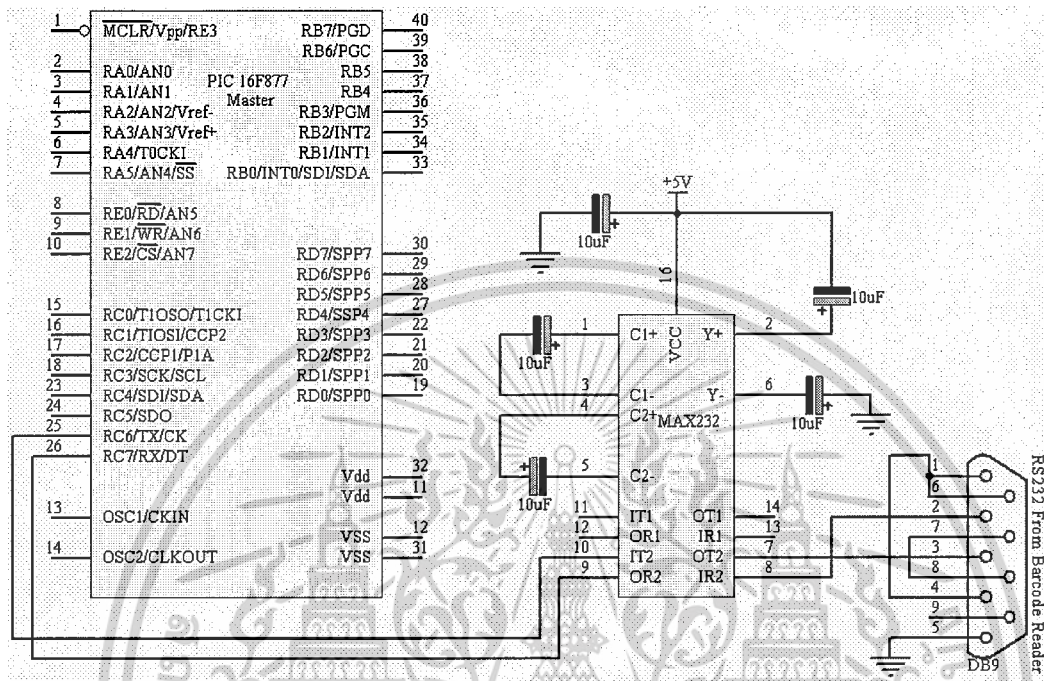 1
MCLR/Vpp/RE3
RB7/PGD
40
RB6/PGC
39
2
RA0/AN0
RB5
38
3
RA1/AN1
PIC 16F877
RB4
37
4
RA2/AN2/Vref-
Master
RB3/PGM
36
5
RA3/AN3/Vref+
RB2/INT2
35
6
RA4/T0CKI
RB1/INT1
34
7
RA5/AN4/SS
RB0/INT0/SDI/SDA
33
8
RE0/RD/AN5
9
RE1/WR/AN6
10
RE2/CS/AN7
RD7/SPP7
30
RD6/SPP6
29
RD5/SPP5
28
15
RC0/T1OSO/T1CKI
RD4/SSP4
27
16
RC1/TIOSI/CCP2
RD3/SPP3
22
17
RC2/CCP1/P1A
RD2/SPP2
21
18
RC3/SCK/SCL
RD1/SPP1
20
23
RC4/SDI/SDA
RD0/SPP0
19
24
RC5/SDO
25
RC6/TX/CK
26
RC7/RX/DT
Vdd
32
Vdd
11
13
OSC1/CKIN
VSS
12
14
OSC2/CLKOUT
VSS
31
+5V
+
10uF
16
10uF
+
VCC
1
C1+
Y+
2
+
10uF
3
C1-
Y-
6
+
10uF
4
C2+
MAX232
+
10uF
5
C2-
11
IT1
OT1
14
12
OR1
IR1
13
10
IT2
OT2
7
9
OR2
IR2
8
1
6
2
7
3
8
4
9
5
DB9
RS232 From Barcode Reader